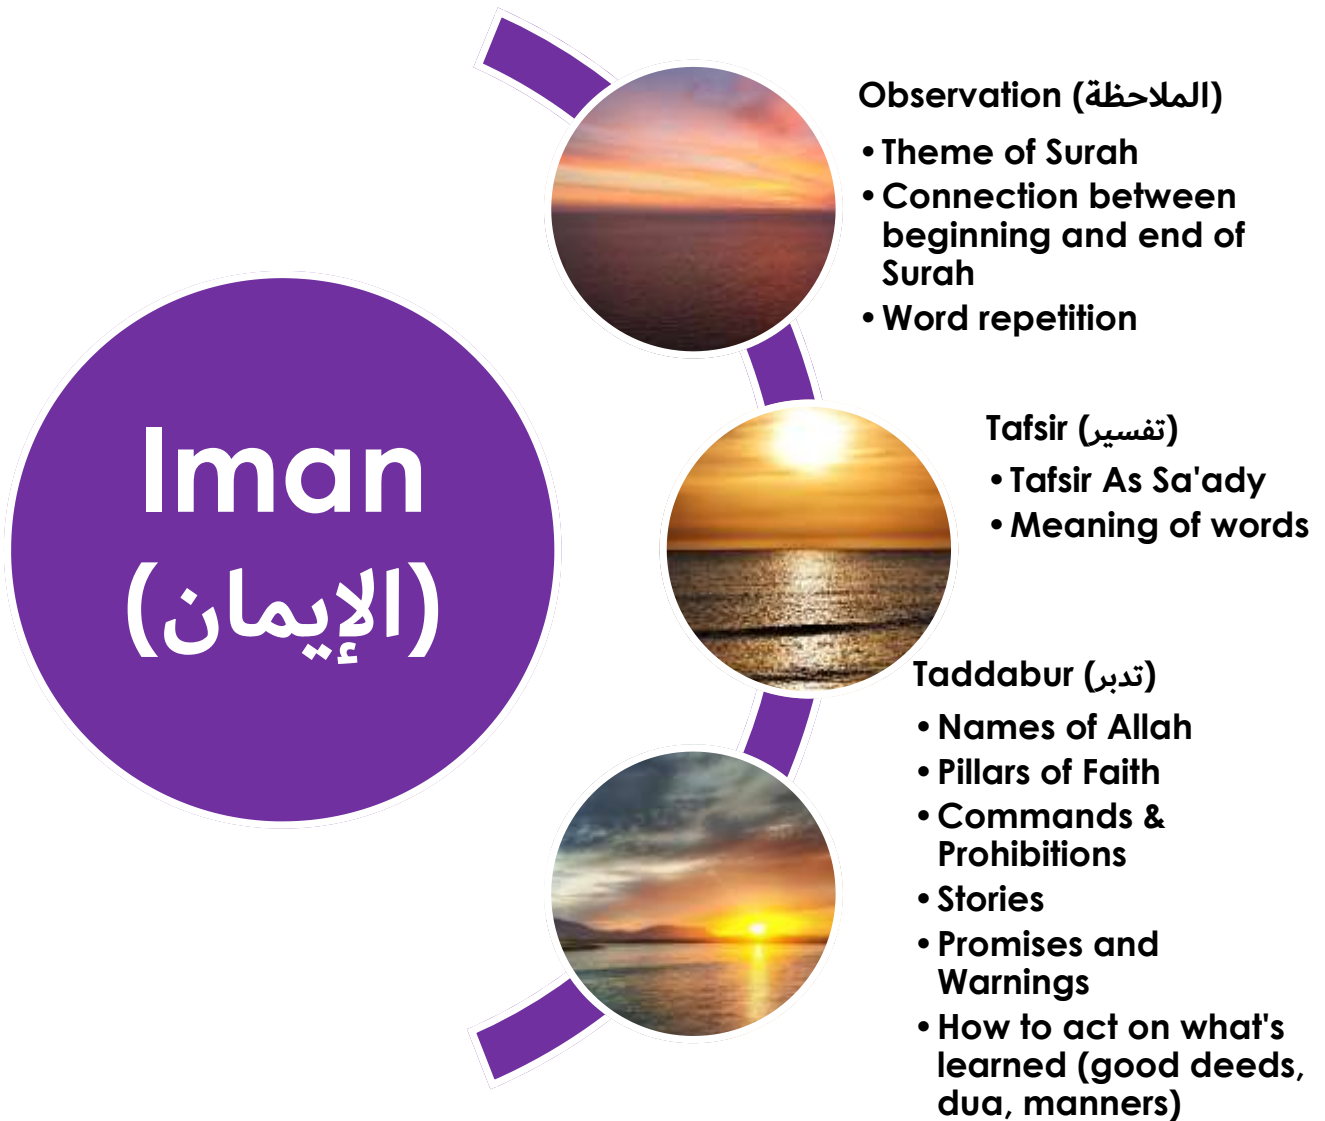 Iman
(الإيمان)
Observation (الملاحظة)
• Theme of Surah
• Connection between
beginning and end of
Surah
• Word repetition
Tafsir (تفسير)
• Tafsir As Sa'ady
• Meaning of words
Taddabur (تدبر)
• Names of Allah
• Pillars of Faith
• Commands &
Prohibitions
• Stories
• Promises and
Warnings
• How to act on what's
learned (good deeds,
dua, manners)